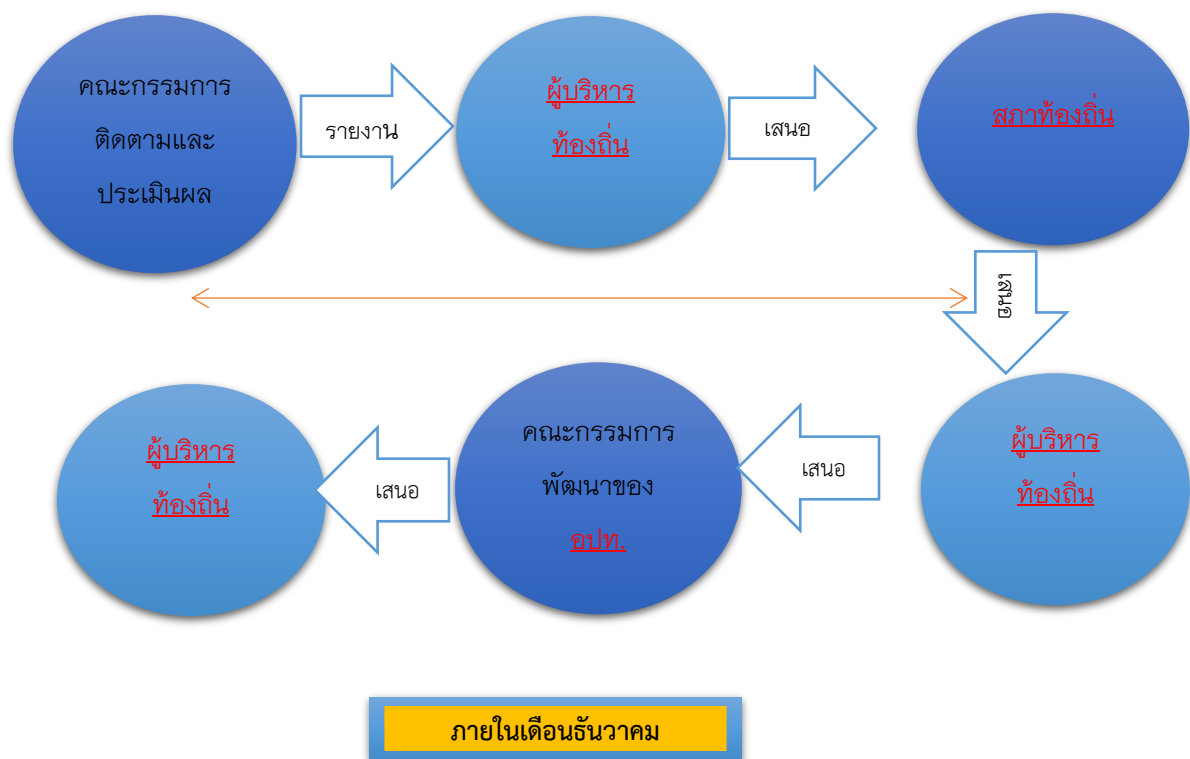 คณะกรรมการ
ติดตามและ
ประเมินผล
รายงาน
ผู้บริหาร
ท้องถิ่น
เสนอ
สภาท้องถิ่น
เสนอ
ผู้บริหาร
ท้องถิ่น
เสนอ
คณะกรรมการ
พัฒนาของ
อปท.
เสนอ
ผู้บริหาร
ท้องถิ่น
ภายในเดือนธันวาคม